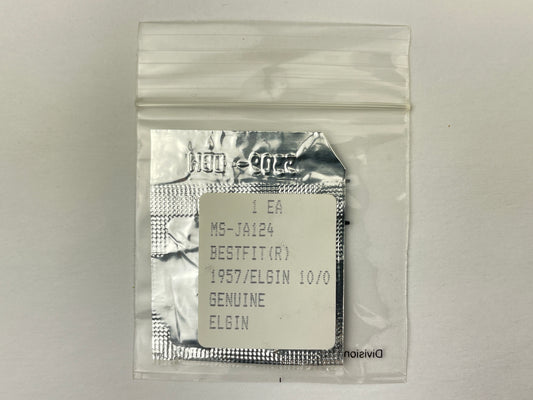 1 EA
MS-JA124
BESTFIT(R)
1957/ELGIN 10/0
GENUINE
ELGIN
Division